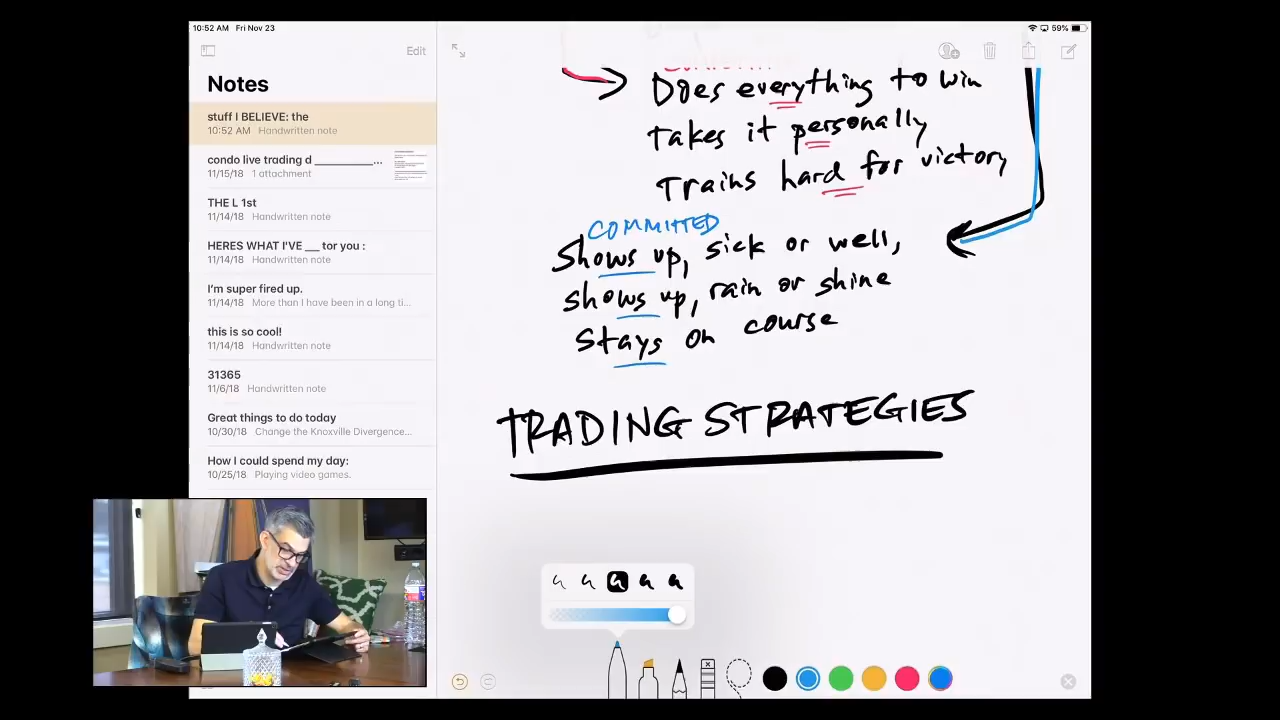 10:52 AM Fri Nov 23
59%
Edit
Notes
stuff I BELIEVE: the
10:52 AM Handwritten note
condo live trading d __________...
11/15/18 1 attachment
THE L 1st
11/14/18 Handwritten note
HERES WHAT I'VE __ tor you :
11/14/18 Handwritten note
I'm super fired up.
11/14/18 More than I have been in a long ti...
this is so cool!
11/14/18 Handwritten note
31365
11/6/18 Handwritten note
Great things to do today
10/30/18 Change the Knoxville Divergence...
How I could spend my day:
10/25/18 Playing video games.
Does everything to win
takes it personally
trains hard for victory
COMMITTED
Shows up, sick or well,
shows up, rain or shine
stays on course
TRADING STRATEGIES